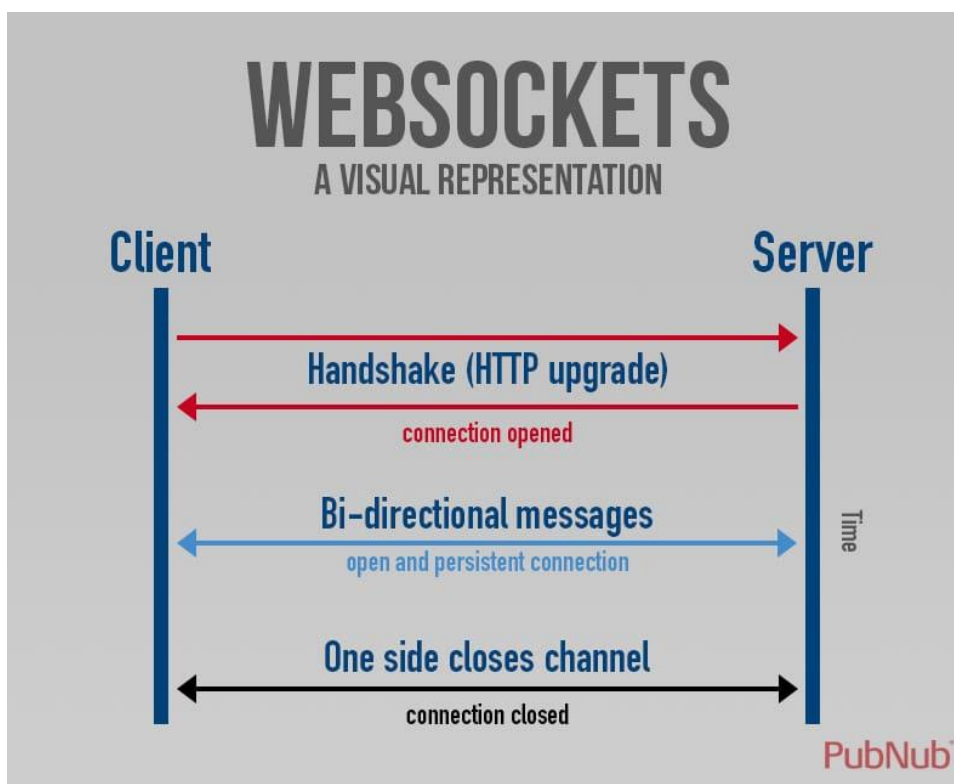 WEBSOCKETS
A VISUAL REPRESENTATION
Client
Server
Handshake (HTTP upgrade)
connection opened
Bi-directional messages
open and persistent connection
Time
One side closes channel
connection closed
PubNub